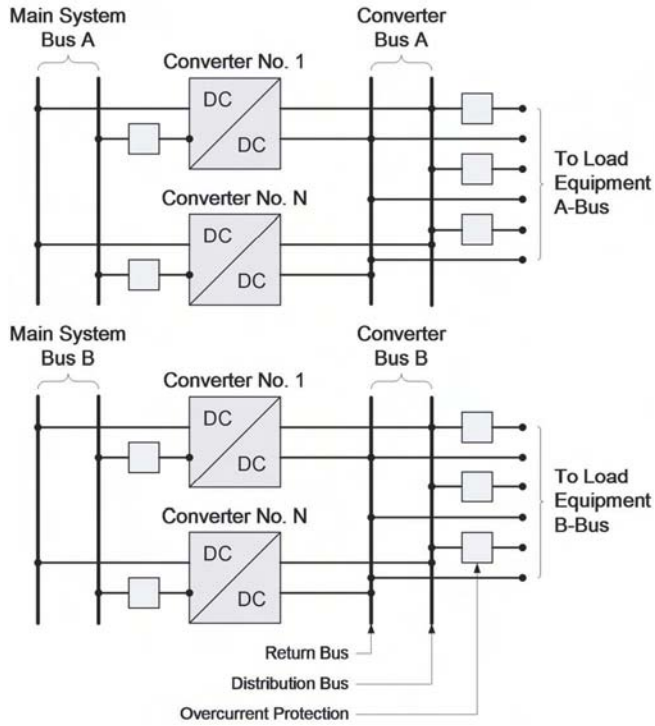 Main System
Bus A
Converter
Bus A
Converter No. 1
DC
DC
To Load
Equipment
A-Bus
Converter No. N
DC
DC
Main System
Bus B
Converter
Bus B
Converter No. 1
DC
DC
To Load
Equipment
B-Bus
Converter No. N
DC
DC
Return Bus
Distribution Bus
Overcurrent Protection